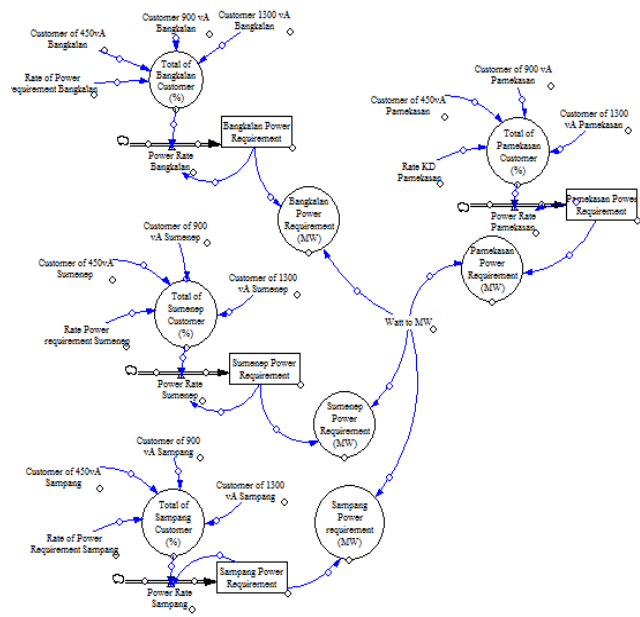 Customer 900 vA
Bangkalan
Customer 1300 vA
Bangkalan
Customer of 450vA
Bangkalan
Rate of Power
requirement Bangkalan
Total of
Bangkalan
Customer
(%)
Power Rate
Bangkalan
Bangkalan Power
Requirement
Bangkalan
Power
Requirement
(MW)
Customer of 900 vA
Pamekasan
Customer of 450vA
Pamekasan
Customer of 1300
vA Pamekasan
Rate KD
Pamekasan
Total of
Pamekasan
Customer
(%)
Power Rate
Pamekasan
Pamekasan Power
Requirement
Pamekasan
Power
Requirement
(MW)
Customer of 900
vA Sumenep
Customer of 450vA
Sumenep
Customer of 1300
vA Sumenep
Rate Power
requirement Sumenep
Total of
Sumenep
Customer
(%)
Power Rate
Sumenep
Sumenep Power
Requirement
Sumenep
Power
Requirement
(MW)
Watt to MW
Customer of 900
vA Sampang
Customer of 450vA
Sampang
Customer of 1300
vA Sampang
Rate of Power
Requirement Sampang
Total of
Sampang
Customer
(%)
Power Rate
Sampang
Sampang Power
Requirement
Sampang
Power
requirement
(MW)